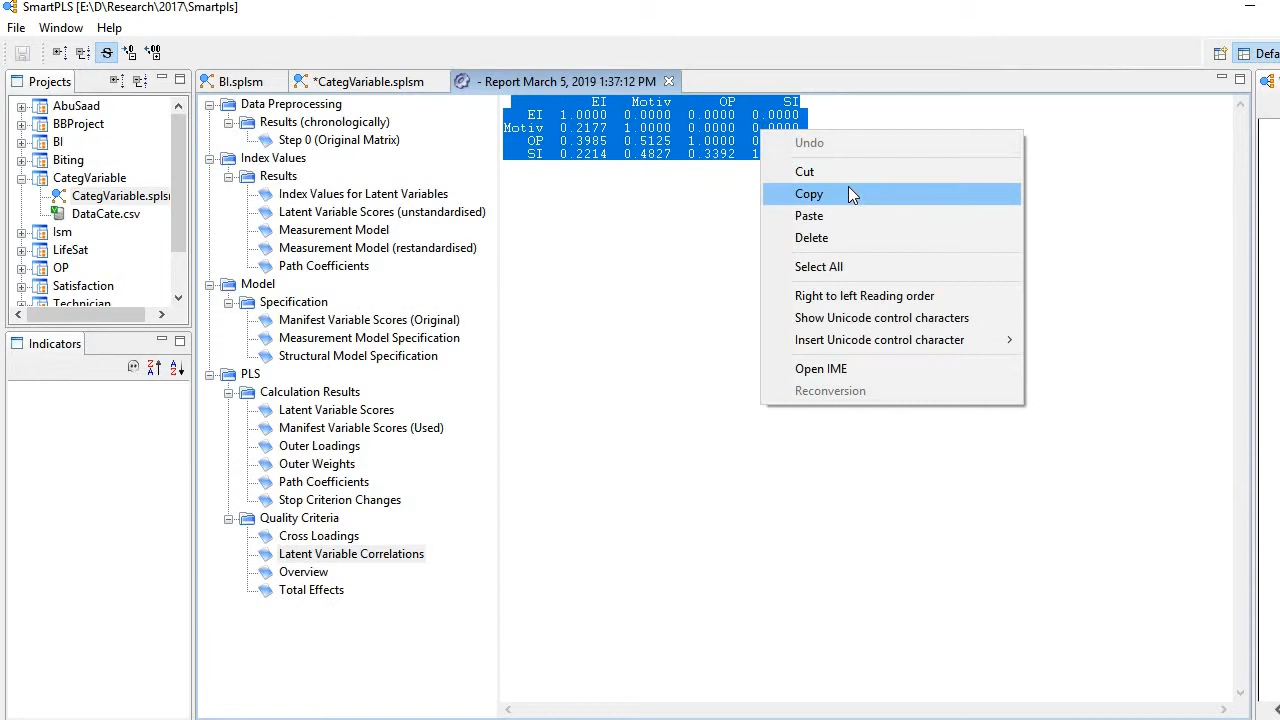 SmartPLS [E:\D\Research\2017\Smartpls]
File Window Help
Defa
Projects
AbuSaad
BBProject
BI
Biting
CategVariable
CategVariable.spls
DataCate.csv
Ism
LifeSat
OP
Satisfaction
Technician
Indicators
BI.splsm
*CategVariable.splsm
- Report March 5, 2019 1:37:12 PM
Data Preprocessing
Results (chronologically)
Step 0 (Original Matrix)
Index Values
Results
Index Values for Latent Variables
Latent Variable Scores (unstandardised)
Measurement Model
Measurement Model (restandardised)
Path Coefficients
Model
Specification
Manifest Variable Scores (Original)
Measurement Model Specification
Structural Model Specification
PLS
Calculation Results
Latent Variable Scores
Manifest Variable Scores (Used)
Outer Loadings
Outer Weights
Path Coefficients
Stop Criterion Changes
Quality Criteria
Cross Loadings
Latent Variable Correlations
Overview
Total Effects
EI Motiv OP SI
EI 1.0000 0.0000 0.0000 0.0000
Motiv 0.2177 1.0000 0.0000 0.0000
OP 0.3985 0.5125 1.0000
SI 0.2214 0.4827 0.3392 1
Undo
Cut
Copy
Paste
Delete
Select All
Right to left Reading order
Show Unicode control characters
Insert Unicode control character
Open IME
Reconversion